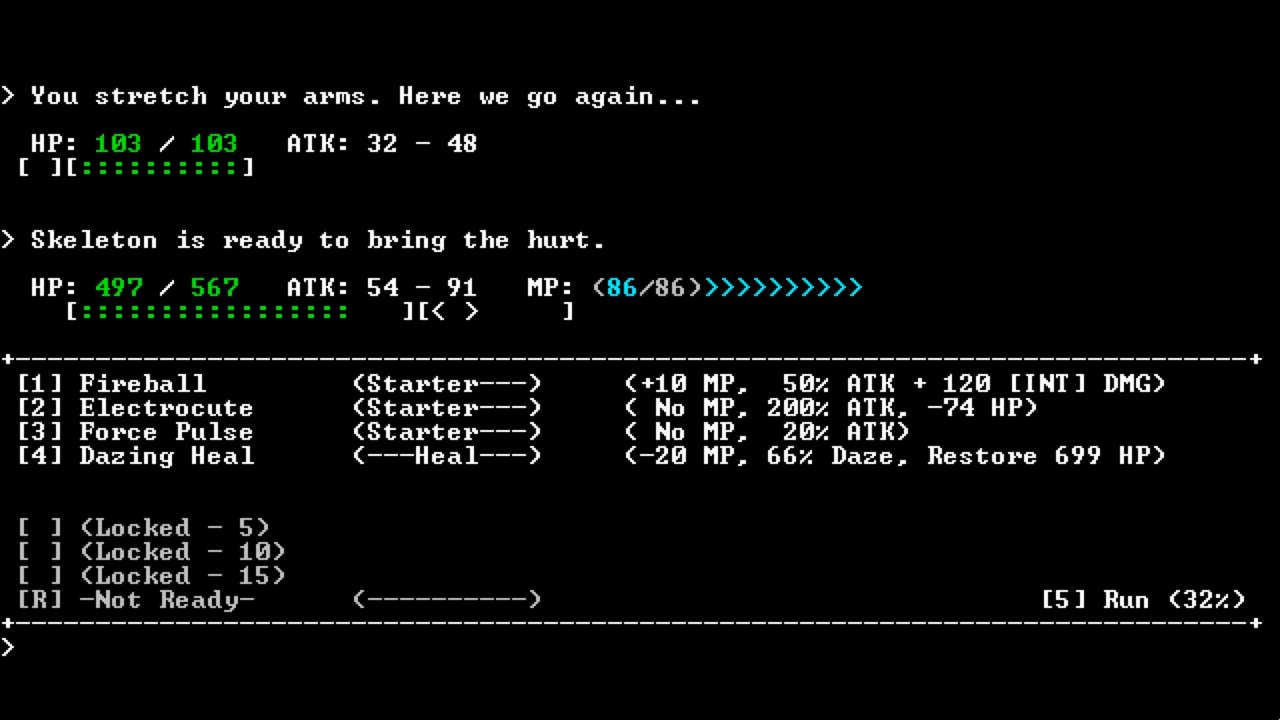 > You stretch your arms. Here we go again...
HP: 103 / 103   ATK: 32 - 48
[ ][::::::::::]
> Skeleton is ready to bring the hurt.
HP: 497 / 567   ATK: 54 - 91   MP: (86/86)>>>>>>>>>>
[:::::::::::::::::   ][< >     ]
+------------------------------------------------------------------------------+
[1] Fireball         (Starter---)     (+10 MP,  50% ATK + 120 [INT] DMG)
[2] Electrocute      (Starter---)     ( No MP, 200% ATK, -74 HP)
[3] Force Pulse      (Starter---)     ( No MP,  20% ATK)
[4] Dazing Heal      (---Heal---)     (-20 MP, 66% Daze, Restore 699 HP)
[ ] (Locked - 5)
[ ] (Locked - 10)
[ ] (Locked - 15)
[R] -Not Ready-      (----------)                               [5] Run (32%)
+------------------------------------------------------------------------------+
>